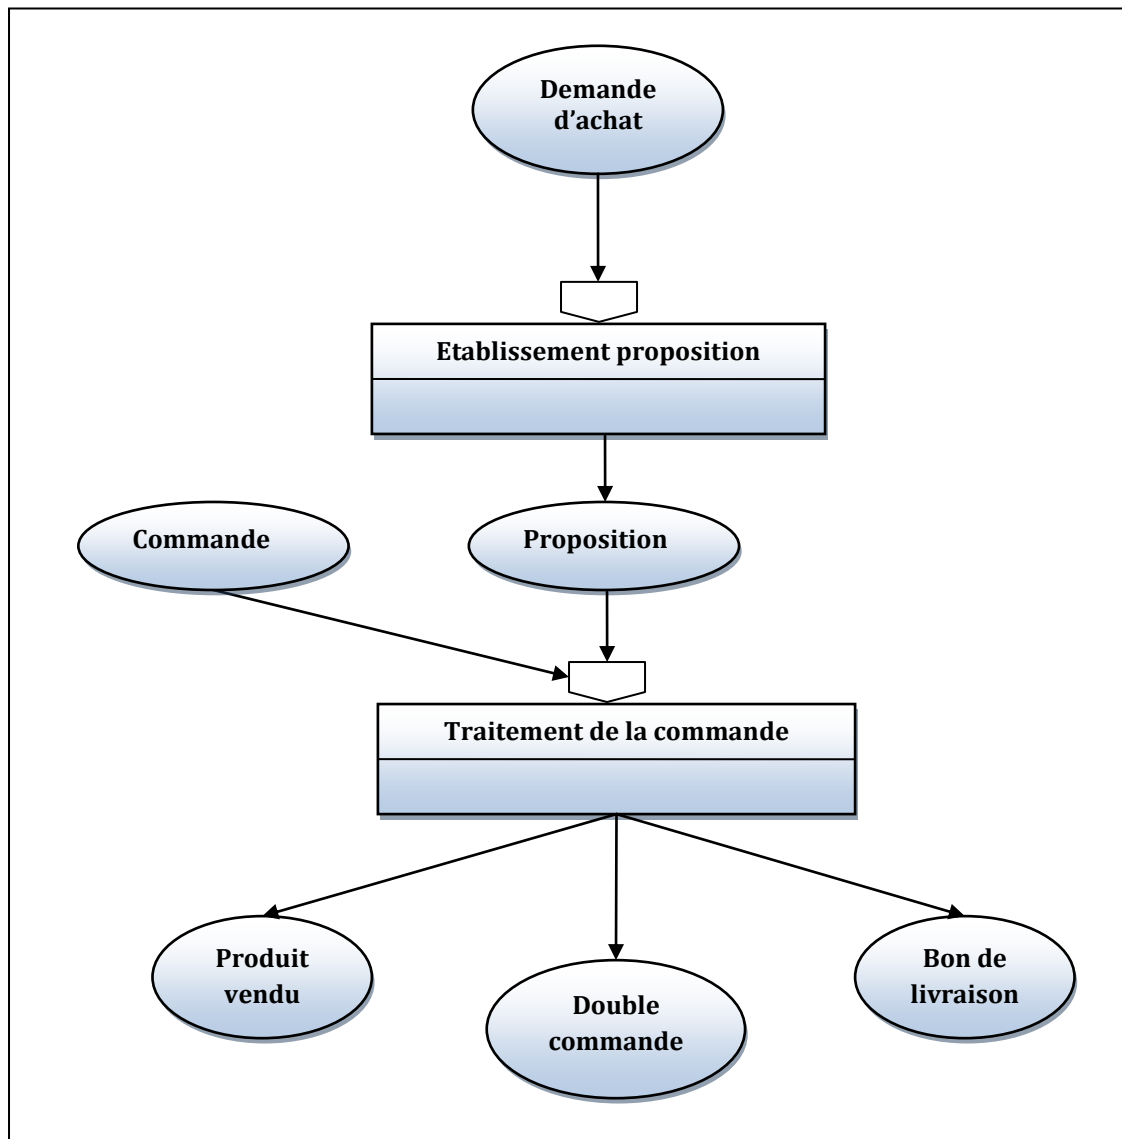 Demande
d’achat
Etablissement proposition
Commande
Proposition
Traitement de la commande
Produit
vendu
Double
commande
Bon de
livraison